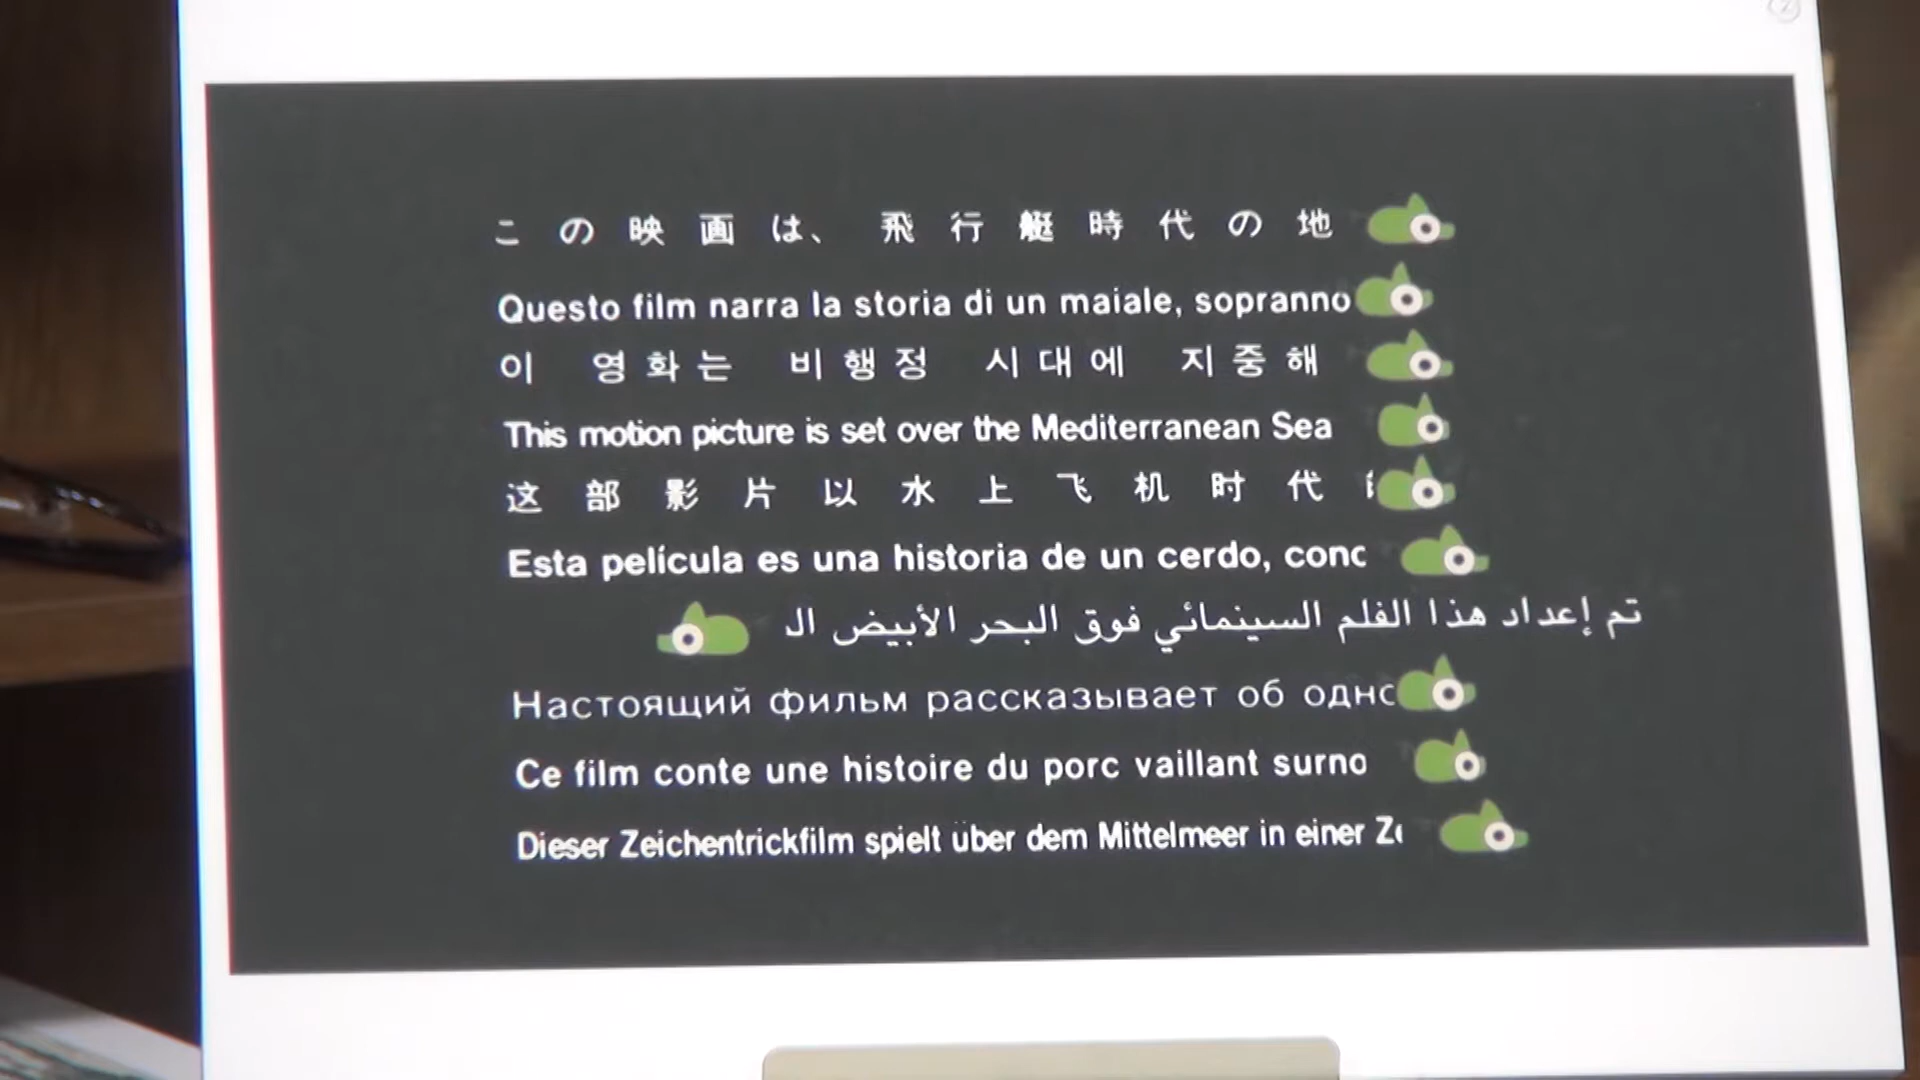 この映画は、飛行艇時代の地
Questo film narra la storia di un maiale, sopranno
이 영화는 비행정 시대에 지중해
This motion picture is set over the Mediterranean Sea
这部影片以水上飞机时代
Esta película es una historia de un cerdo, conc
تم إعداد هذا الفلم السينمائي فوق البحر الأبيض ال
Настоящий фильм рассказывает об одно
Ce film conte une histoire du porc vaillant surno
Dieser Zeichentrickfilm spielt über dem Mittelmeer in einer Ze